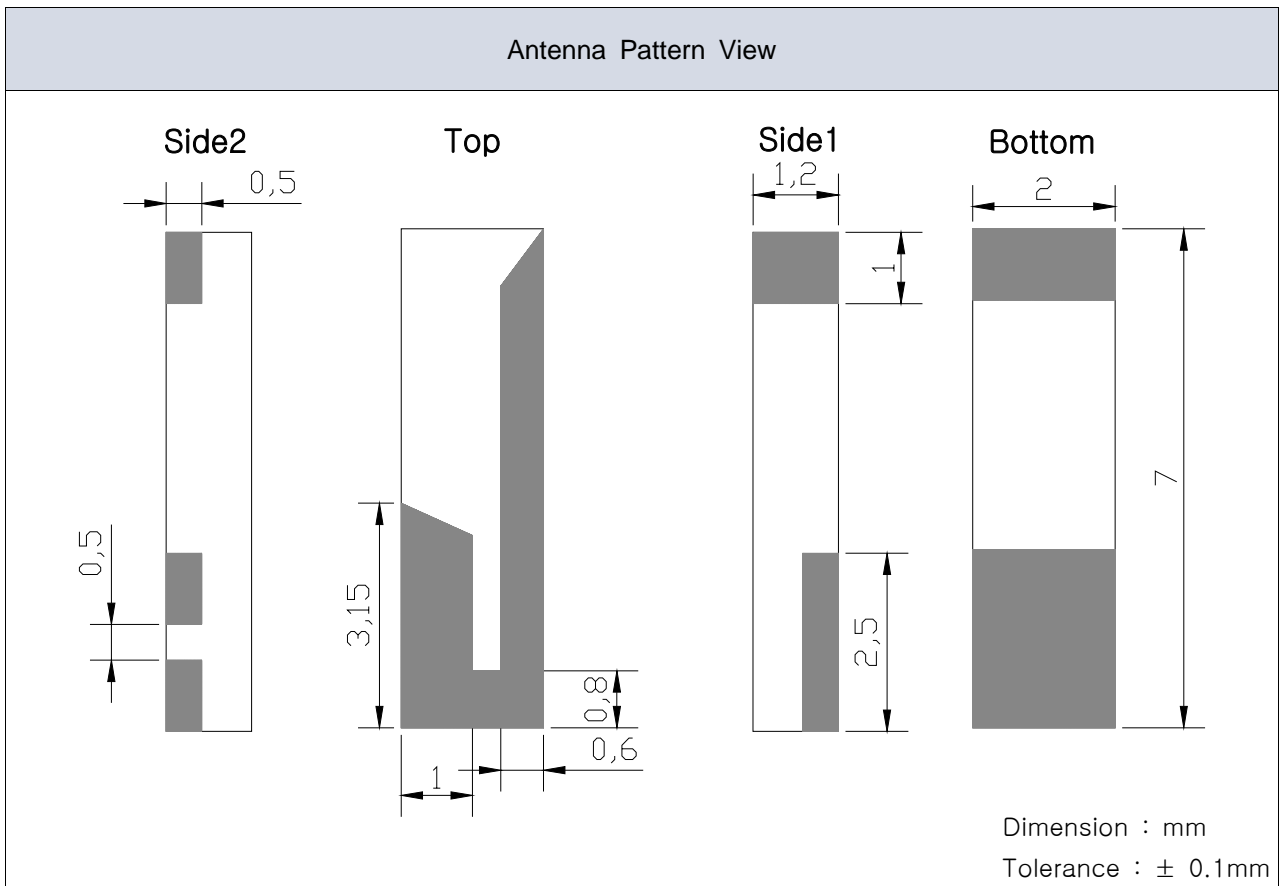 Antenna Pattern View
Side2
Top
Side1
Bottom
0,5
1,2
2
1
7
0,5
3,15
2,5
0,8
0,6
1
Dimension : mm
Tolerance : ± 0.1mm